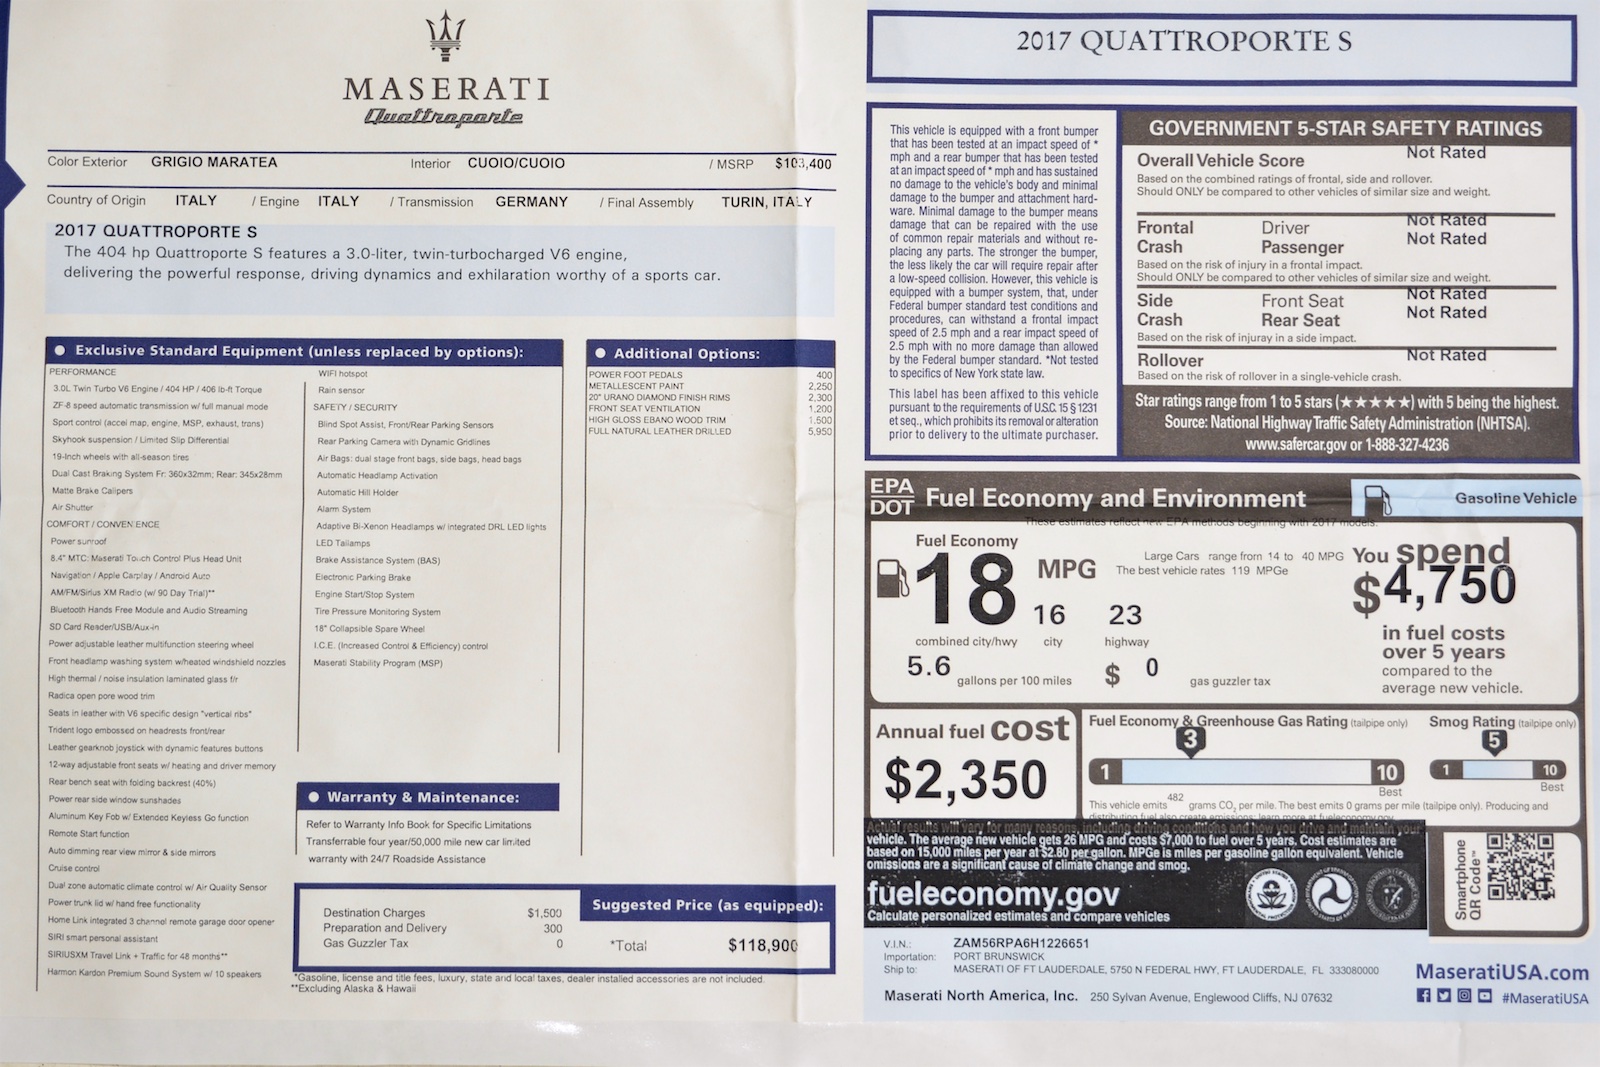 MASERATI
Quattroporte
Color Exterior GRIGIO MARATEA Interior CUOIO/CUOIO / MSRP $103,400
Country of Origin ITALY / Engine ITALY / Transmission GERMANY / Final Assembly TURIN, ITALY
2017 QUATTROPORTE S
The 404 hp Quattroporte S features a 3.0-liter, twin-turbocharged V6 engine,
delivering the powerful response, driving dynamics and exhilaration worthy of a sports car.
Exclusive Standard Equipment (unless replaced by options):
PERFORMANCE
3.0L Twin Turbo V6 Engine / 404 HP / 406 lb-ft Torque
ZF-8 speed automatic transmission w/ full manual mode
Sport control (accel map, engine, MSP, exhaust, trans)
Skyhook suspension / Limited Slip Differential
19-Inch wheels with all-season tires
Dual Cast Braking System Fr: 360x32mm; Rear: 345x28mm
Matte Brake Calipers
Air Shutter
COMFORT / CONVENIENCE
Power sunroof
8.4" MTC: Maserati Touch Control Plus Head Unit
Navigation / Apple Carplay / Android Auto
AM/FM/Sirius XM Radio (w/ 90 Day Trial)**
Bluetooth Hands Free Module and Audio Streaming
SD Card Reader/USB/Aux-in
Power adjustable leather multifunction steering wheel
Front headlamp washing system w/heated windshield nozzles
High thermal / noise insulation laminated glass f/r
Radica open pore wood trim
Seats in leather with V6 specific design "vertical ribs"
Trident logo embossed on headrests front/rear
Leather gearknob joystick with dynamic features buttons
12-way adjustable front seats w/ heating and driver memory
Rear bench seat with folding backrest (40%)
Power rear side window sunshades
Aluminum Key Fob w/ Extended Keyless Go function
Remote Start function
Auto dimming rear view mirror & side mirrors
Cruise control
Dual zone automatic climate control w/ Air Quality Sensor
Power trunk lid w/ hand free functionality
Home Link integrated 3 channel remote garage door opener
SIRI smart personal assistant
SIRIUSXM Travel Link + Traffic for 48 months**
Harmon Kardon Premium Sound System w/ 10 speakers
WIFI hotspot
Rain sensor
SAFETY / SECURITY
Blind Spot Assist, Front/Rear Parking Sensors
Rear Parking Camera with Dynamic Gridlines
Air Bags: dual stage front bags, side bags, head bags
Automatic Headlamp Activation
Automatic Hill Holder
Alarm System
Adaptive Bi-Xenon Headlamps w/ integrated DRL LED lights
LED Taillamps
Brake Assistance System (BAS)
Electronic Parking Brake
Engine Start/Stop System
Tire Pressure Monitoring System
18" Collapsible Spare Wheel
I.C.E. (Increased Control & Efficiency) control
Maserati Stability Program (MSP)
Additional Options:
POWER FOOT PEDALS 400
METALLESCENT PAINT 2,250
20" URANO DIAMOND FINISH RIMS 2,300
FRONT SEAT VENTILATION 1,200
HIGH GLOSS EBANO WOOD TRIM 1,500
FULL NATURAL LEATHER DRILLED 5,950
Warranty & Maintenance:
Refer to Warranty Info Book for Specific Limitations
Transferrable four year/50,000 mile new car limited
warranty with 24/7 Roadside Assistance
Destination Charges $1,500
Preparation and Delivery 300
Gas Guzzler Tax 0
Suggested Price (as equipped):
*Total $118,900
*Gasoline, license and title fees, luxury, state and local taxes, dealer installed accessories are not included.
**Excluding Alaska & Hawaii
2017 QUATTROPORTE S
This vehicle is equipped with a front bumper
that has been tested at an impact speed of *
mph and a rear bumper that has been tested
at an impact speed of * mph and has sustained
no damage to the vehicle's body and minimal
damage to the bumper and attachment hard-
ware. Minimal damage to the bumper means
damage that can be repaired with the use
of common repair materials and without re-
placing any parts. The stronger the bumper,
the less likely the car will require repair after
a low-speed collision. However, this vehicle is
equipped with a bumper system, that, under
Federal bumper standard test conditions and
procedures, can withstand a frontal impact
speed of 2.5 mph and a rear impact speed of
2.5 mph with no more damage than allowed
by the Federal bumper standard. *Not tested
to specifics of New York state law.
This label has been affixed to this vehicle
pursuant to the requirements of U.S.C. 15 § 1231
et seq., which prohibits its removal or alteration
prior to delivery to the ultimate purchaser.
GOVERNMENT 5-STAR SAFETY RATINGS
Overall Vehicle Score Not Rated
Based on the combined ratings of frontal, side and rollover.
Should ONLY be compared to other vehicles of similar size and weight.
Frontal Driver Not Rated
Crash Passenger Not Rated
Based on the risk of injury in a frontal impact.
Should ONLY be compared to other vehicles of similar size and weight.
Side Front Seat Not Rated
Crash Rear Seat Not Rated
Based on the risk of injuray in a side impact.
Rollover Not Rated
Based on the risk of rollover in a single-vehicle crash.
Star ratings range from 1 to 5 stars (★★★★★) with 5 being the highest.
Source: National Highway Traffic Safety Administration (NHTSA).
www.safercar.gov or 1-888-327-4236
EPA
DOT
Fuel Economy and Environment
Gasoline Vehicle
These estimates reflect new EPA methods beginning with 2017 models.
Fuel Economy
18 MPG
combined city/hwy
16
city
23
highway
Large Cars range from 14 to 40 MPG
The best vehicle rates 119 MPGe
5.6 gallons per 100 miles
$ 0 gas guzzler tax
You spend
$4,750
in fuel costs
over 5 years
compared to the
average new vehicle.
Annual fuel cost
$2,350
Fuel Economy & Greenhouse Gas Rating (tailpipe only)
3
1 10
Best
Smog Rating (tailpipe only)
5
1 10
Best
This vehicle emits 482 grams CO2 per mile. The best emits 0 grams per mile (tailpipe only). Producing and
distributing fuel also create emissions; learn more at fueleconomy.gov
Actual results will vary for many reasons, including driving conditions and how you drive and maintain your
vehicle. The average new vehicle gets 26 MPG and costs $7,000 to fuel over 5 years. Cost estimates are
based on 15,000 miles per year at $2.80 per gallon. MPGe is miles per gasoline gallon equivalent. Vehicle
omissions are a significant cause of climate change and smog.
fueleconomy.gov
Calculate personalized estimates and compare vehicles
Smartphone
QR Code™
V.I.N.: ZAM56RPA6H1226651
Importation: PORT BRUNSWICK
Ship to: MASERATI OF FT LAUDERDALE, 5750 N FEDERAL HWY, FT LAUDERDALE, FL 333080000
Maserati North America, Inc. 250 Sylvan Avenue, Englewood Cliffs, NJ 07632
MaseratiUSA.com
#MaseratiUSA